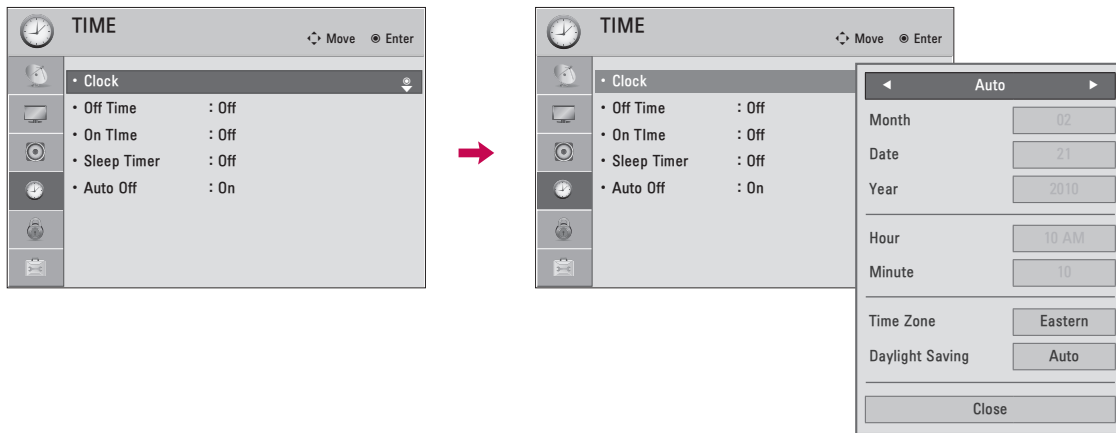 TIME
Move Enter
• Clock
• Off Time : Off
• On TIme : Off
• Sleep Timer : Off
• Auto Off : On
TIME
Move Enter
• Clock
• Off Time : Off
• On TIme : Off
• Sleep Timer : Off
• Auto Off : On
◄ Auto ►
Month 02
Date 21
Year 2010
Hour 10 AM
Minute 10
Time Zone Eastern
Daylight Saving Auto
Close